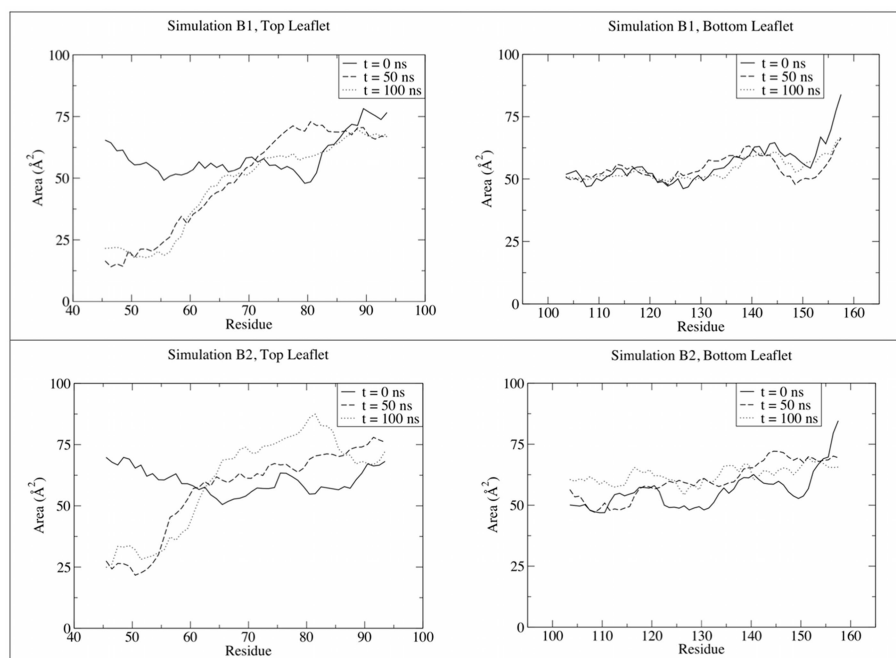 Simulation B1, Top Leaflet
100
75
50
25
0
Area (Å²)
t = 0 ns
t = 50 ns
t = 100 ns
40 50 60 70 80 90 100
Residue
Simulation B1, Bottom Leaflet
100
75
50
25
0
Area (Å²)
t = 0 ns
t = 50 ns
t = 100 ns
100 110 120 130 140 150 160
Residue
Simulation B2, Top Leaflet
100
75
50
25
0
Area (Å²)
t = 0 ns
t = 50 ns
t = 100 ns
40 50 60 70 80 90 100
Residue
Simulation B2, Bottom Leaflet
100
75
50
25
0
Area (Å²)
t = 0 ns
t = 50 ns
t = 100 ns
100 110 120 130 140 150 160
Residue